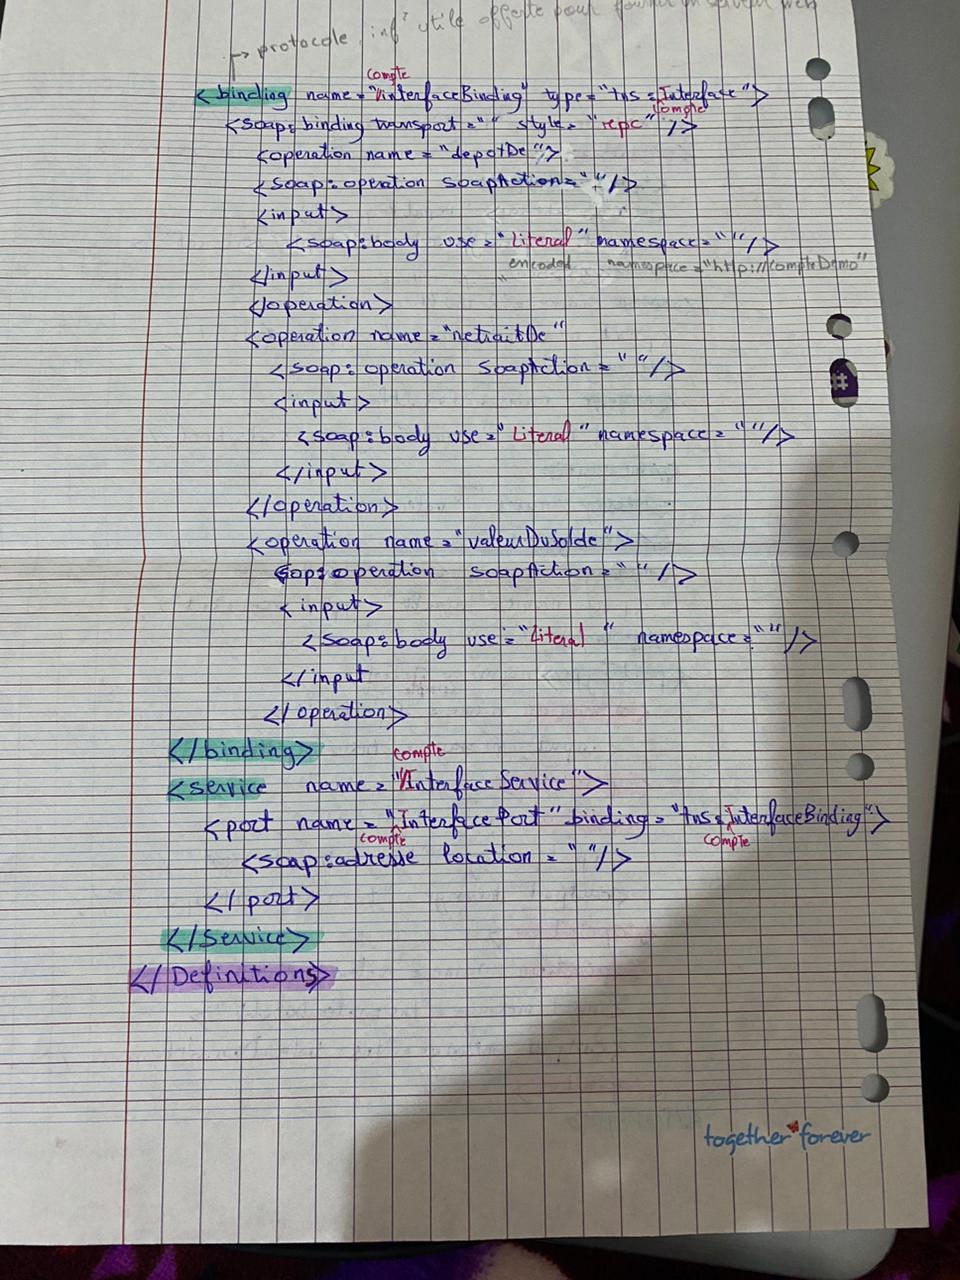 → protocole, inf° utile offerte pour fournir un serveur web
compte
<binding name="InterfaceBinding" type="tns:Interface">
compte
<soap:binding transport="" style="repc"/>
<operation name="depotDe"/>
<soap:operation soapAction=""/>
<input>
<soap:body use="Literal" namespace=""/>
encoded namespace="http://compteDemo"
</input>
</operation>
<operation name="retraitDe"
<soap:operation soapAction=""/>
<input>
<soap:body use="Literal" namespace=""/>
</input>
</operation>
<operation name="valeurDuSolde">
soap:operation soapAction=""/>
<input>
<soap:body use="Literal" namespace=""/>
</input
</operation>
</binding>
compte
<service name="InterfaceService">
<port name="InterfacePort" binding="tns:InterfaceBinding">
compte compte
<soap:adresse location=""/>
</port>
</Service>
</Definitions>
together forever